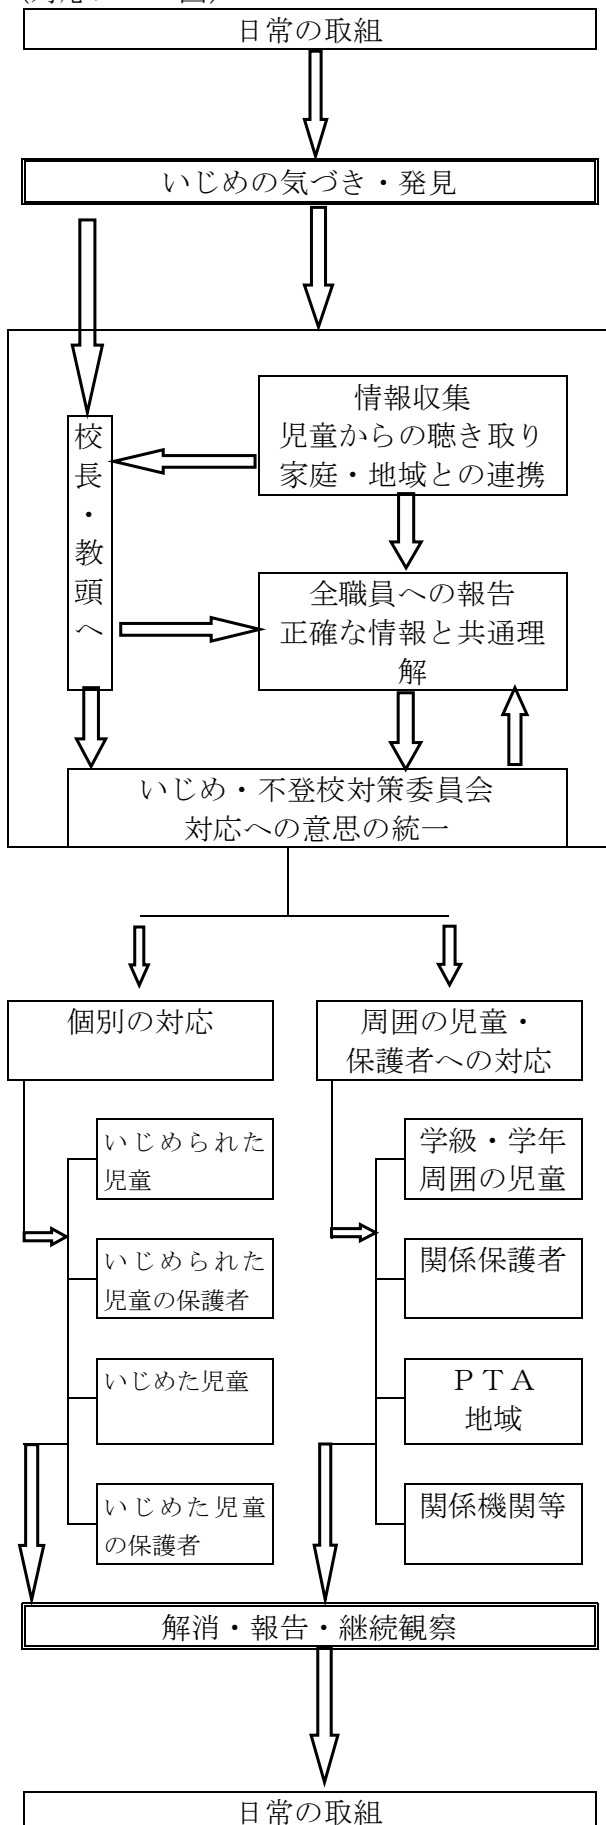 日常の取組
いじめの気づき・発見
情報収集
児童からの聴き取り
家庭・地域との連携
校長・教頭へ
全職員への報告
正確な情報と共通理
解
いじめ・不登校対策委員会
対応への意思の統一
個別の対応
周囲の児童・
保護者への対応
いじめられた
児童
いじめられた
児童の保護者
いじめた児童
いじめた児童
の保護者
学級・学年
周囲の児童
関係保護者
ＰＴＡ
地域
関係機関等
解消・報告・継続観察
日常の取組